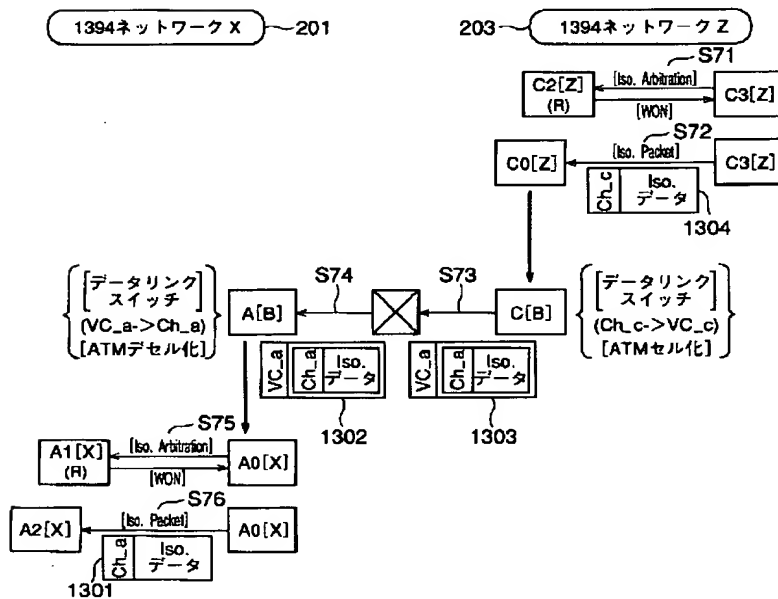 1394ネットワーク X
201
203
1394ネットワーク Z
S71
C2[Z]
(R)
[Iso. Arbitration]
[WON]
C3[Z]
S72
C0[Z]
[Iso. Packet]
C3[Z]
Ch_c
Iso.
データ
1304
[データリンク
スイッチ]
(VC_a->Ch_a)
[ATMデセル化]
A[B]
S74
S73
C[B]
[データリンク
スイッチ]
(Ch_c->VC_c)
[ATMセル化]
VC_a
Ch_a
Iso.
データ
1302
VC_a
Ch_a
Iso.
データ
1303
S75
A1[X]
(R)
[Iso. Arbitration]
[WON]
A0[X]
S76
A2[X]
[Iso. Packet]
A0[X]
Ch_a
Iso.
データ
1301